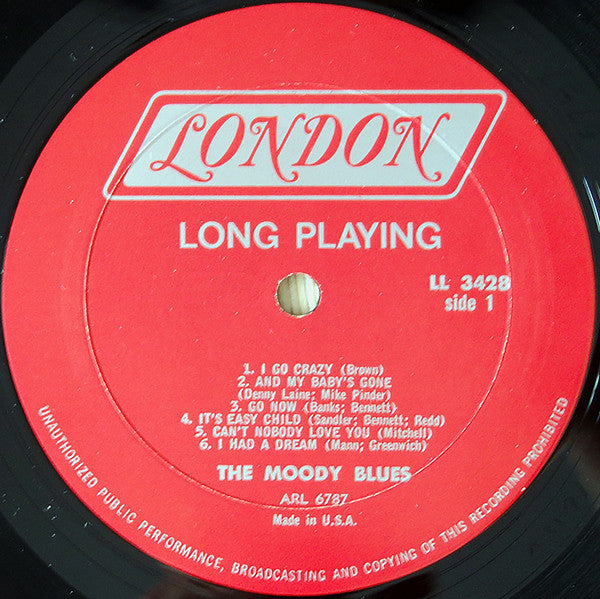 LONDON
LONG PLAYING
LL 3428
side 1
1. I GO CRAZY (Brown)
2. AND MY BABY'S GONE
(Denny Laine; Mike Pinder)
3. GO NOW (Banks; Bennett)
4. IT'S EASY CHILD (Sandler; Bennett; Redd)
5. CAN'T NOBODY LOVE YOU (Mitchell)
6. I HAD A DREAM (Mann; Greenwich)
THE MOODY BLUES
ARL 6787
Made in U.S.A.
UNAUTHORIZED PUBLIC PERFORMANCE, BROADCASTING AND COPYING OF THIS RECORDING PROHIBITED